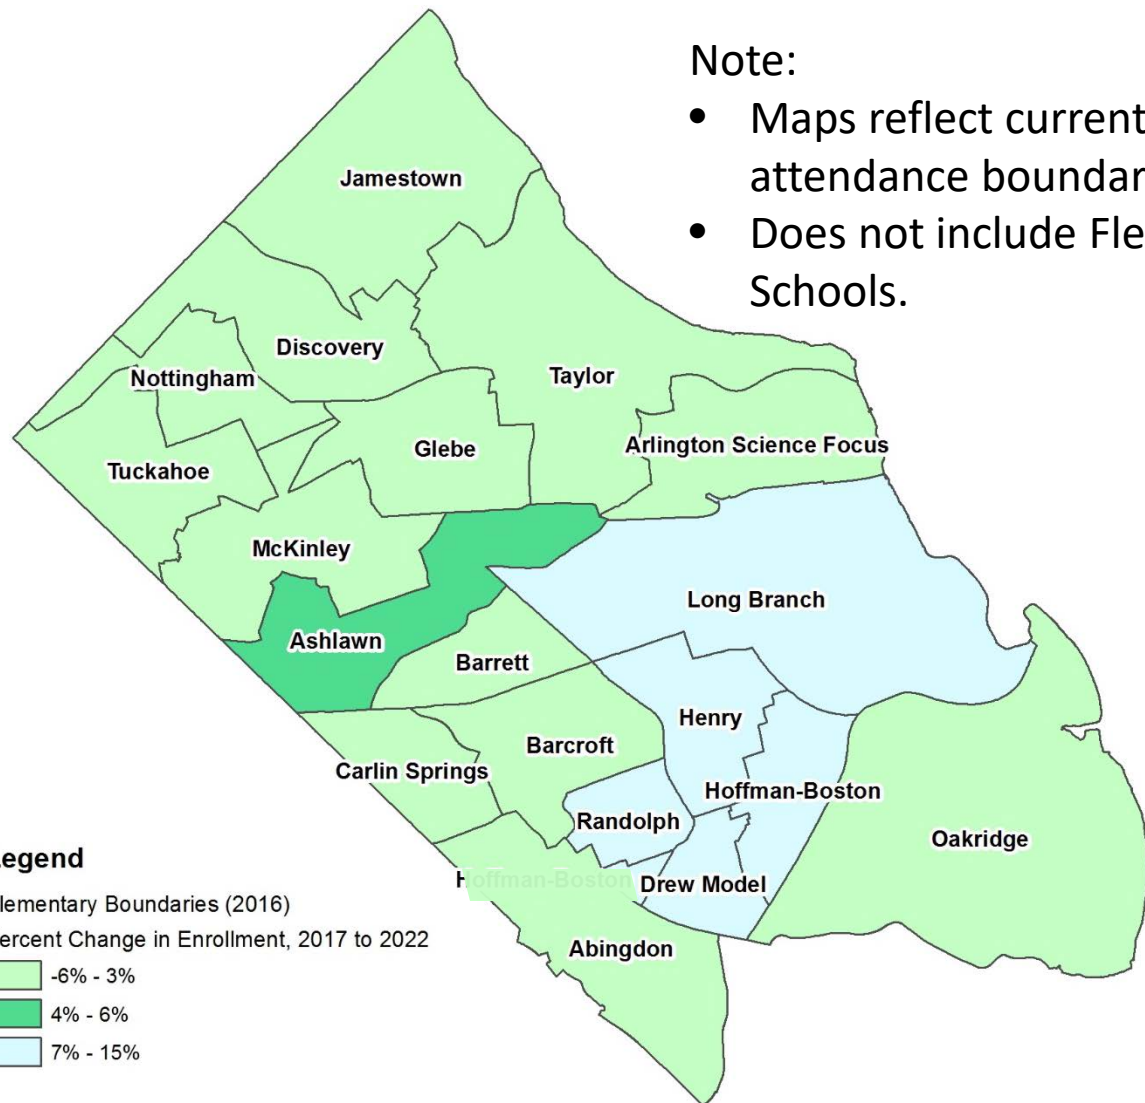 Note:
• Maps reflect current
attendance boundar
• Does not include Fle
Schools.
Jamestown
Discovery
Nottingham
Taylor
Glebe
Arlington Science Focus
Tuckahoe
McKinley
Long Branch
Ashlawn
Barrett
Henry
Barcroft
Carlin Springs
Hoffman-Boston
Randolph
Oakridge
Hoffman-Boston
Drew Model
Abingdon
egend
lementary Boundaries (2016)
ercent Change in Enrollment, 2017 to 2022
-6% - 3%
4% - 6%
7% - 15%